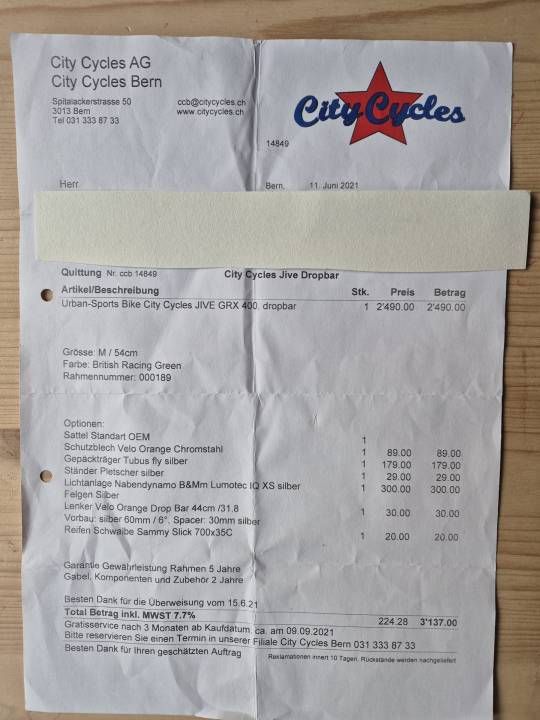 City Cycles AG
City Cycles Bern
Spitalackerstrasse 50 ccb@citycycles.ch
3013 Bern www.citycycles.ch
Tel 031 333 87 33
City Cycles
14849
Herr Bern, 11. Juni 2021
Quittung Nr. ccb 14849 City Cycles Jive Dropbar
Artikel/Beschreibung Stk. Preis Betrag
Urban-Sports Bike City Cycles JIVE GRX 400, dropbar 1 2'490.00 2'490.00
Grösse: M / 54cm
Farbe: British Racing Green
Rahmennummer: 000189
Optionen:
Sattel Standart OEM 1
Schutzblech Velo Orange Chromstahl 1 89.00 89.00
Gepäckträger Tubus fly silber 1 179.00 179.00
Ständer Pletscher silber 1 29.00 29.00
Lichtanlage Nabendynamo B&Mm Lumotec IQ XS silber 1 300.00 300.00
Felgen Silber
Lenker Velo Orange Drop Bar 44cm /31.8 1 30.00 30.00
Vorbau: silber 60mm / 6°, Spacer: 30mm silber
Reifen Schwalbe Sammy Slick 700x35C 1 20.00 20.00
Garantie Gewährleistung Rahmen 5 Jahre
Gabel, Komponenten und Zubehör 2 Jahre
Besten Dank für die Überweisung vom 15.6.21
Total Betrag inkl. MWST 7.7% 224.28 3'137.00
Gratisservice nach 3 Monaten ab Kaufdatum, ca. am 09.09.2021
Bitte reservieren Sie einen Termin in unserer Filiale City Cycles Bern 031 333 87 33
Besten Dank für Ihren geschätzten Auftrag Reklamationen innert 10 Tagen, Rückstände werden nachgeliefert